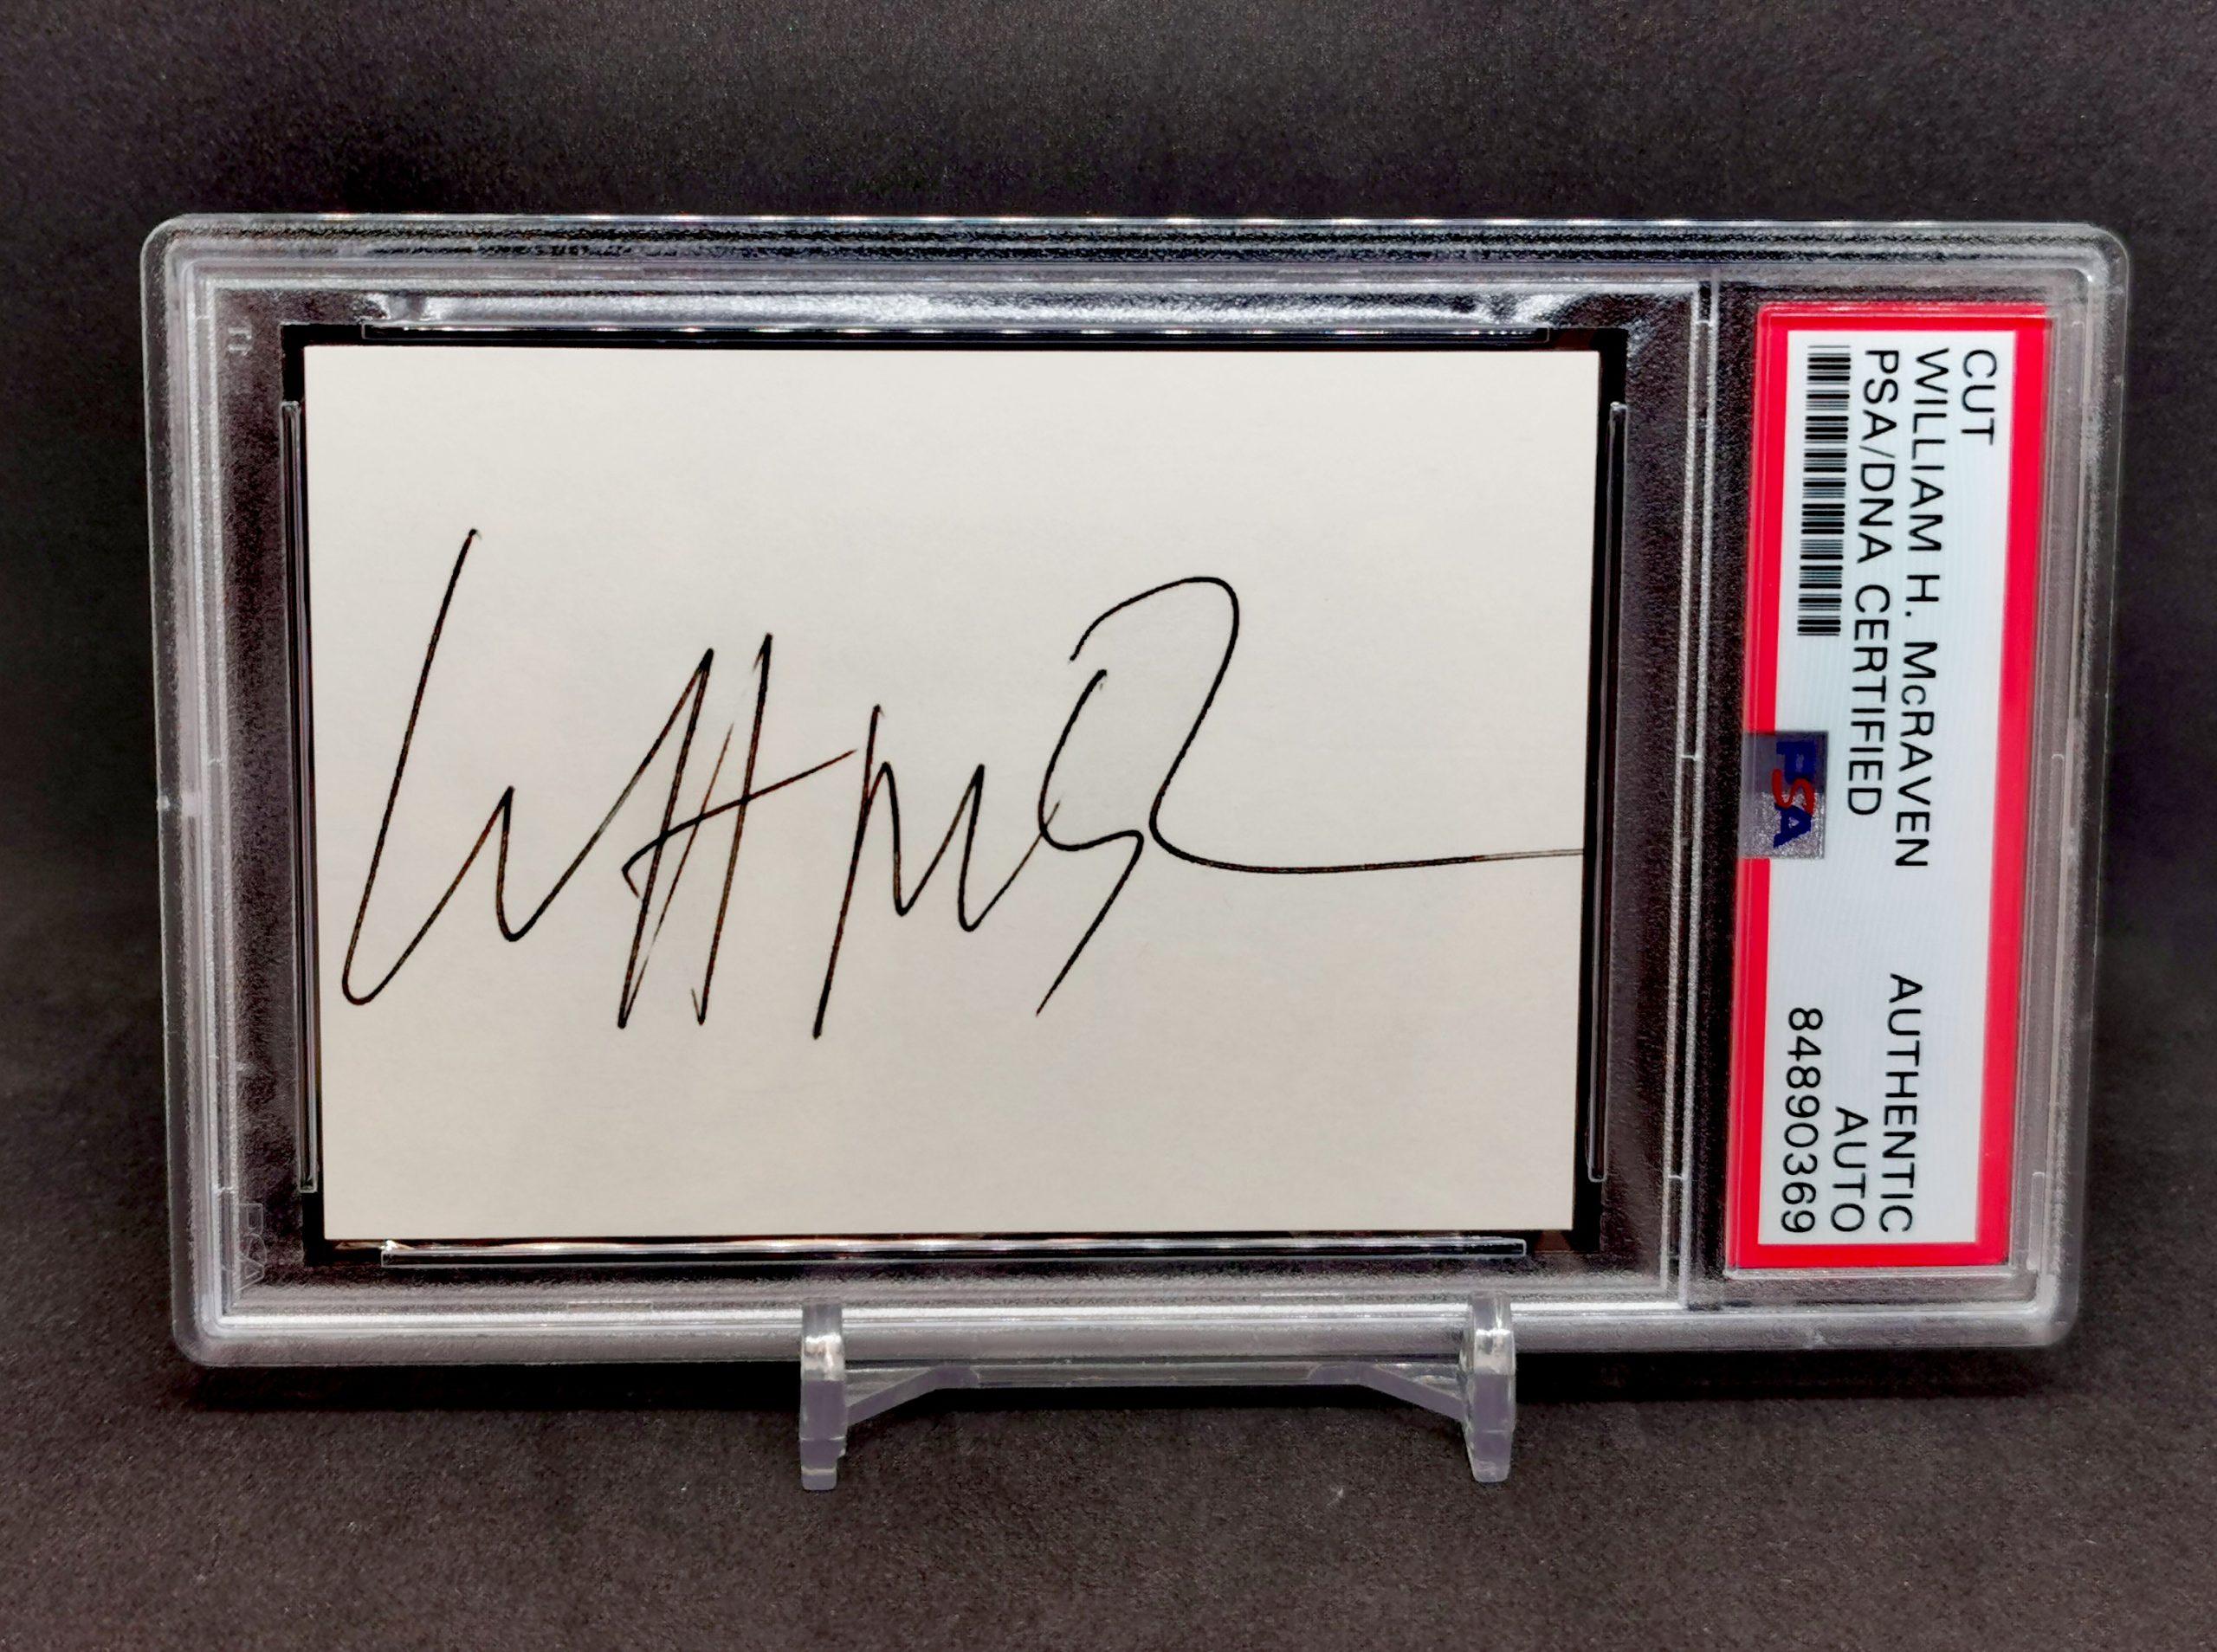 CUT
WILLIAM H. McRAVEN AUTHENTIC
PSA/DNA CERTIFIED AUTO
84890369
PSA